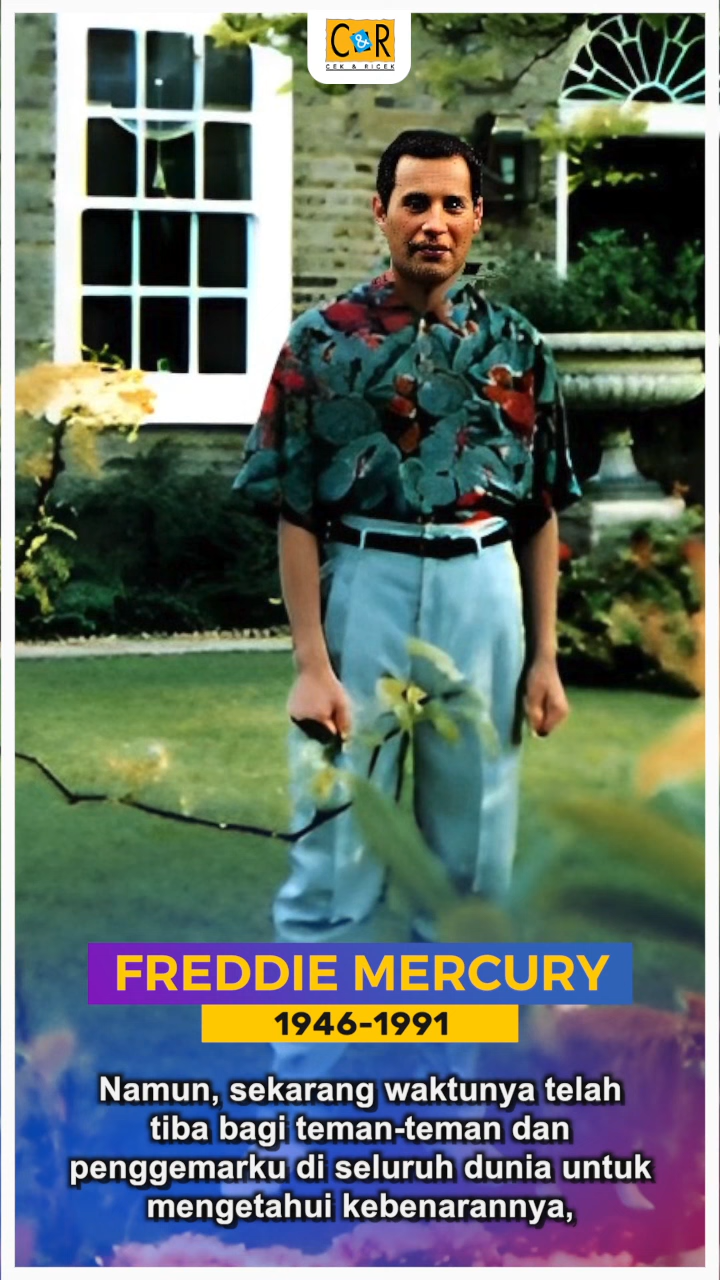 C&R
CEK & RICEK
FREDDIE MERCURY
1946-1991
Namun, sekarang waktunya telah
tiba bagi teman-teman dan
penggemarku di seluruh dunia untuk
mengetahui kebenarannya,